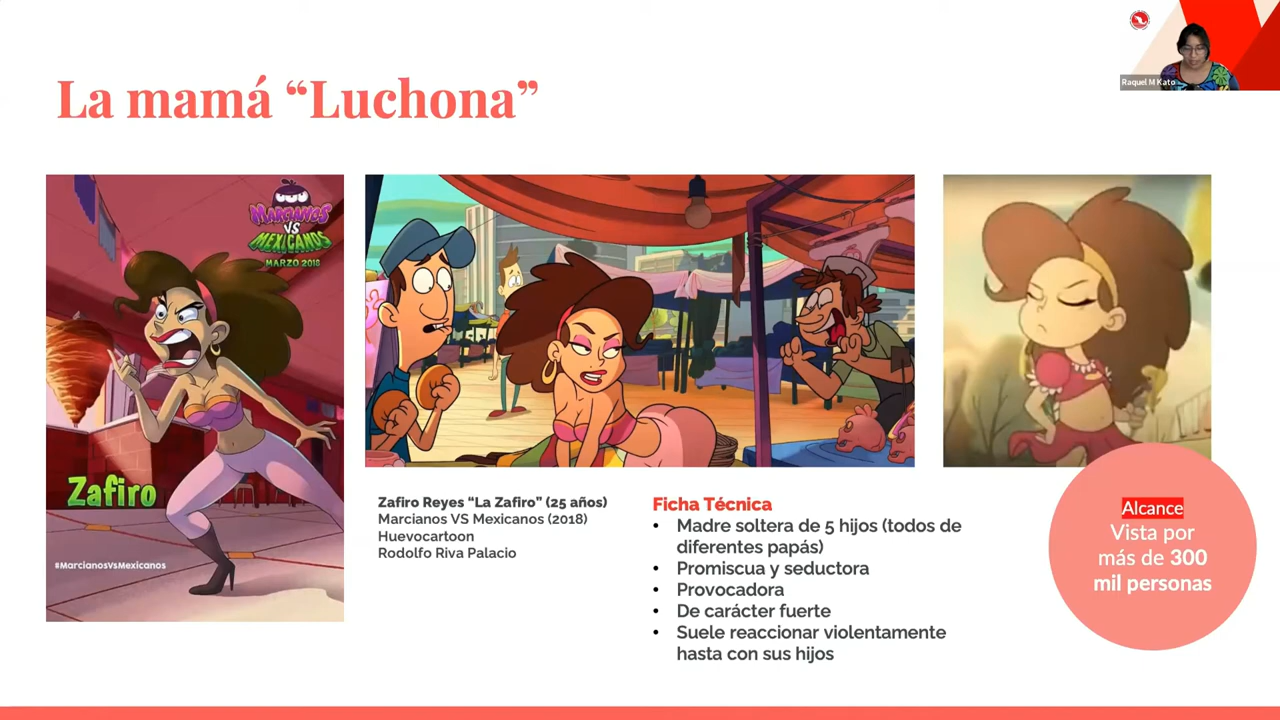 Raquel M Kato
La mamá “Luchona”
MARCIANOS
VS
MEXICANOS
MARZO 2018
Zafiro
#MarcianosVsMexicanos
Zafiro Reyes “La Zafiro” (25 años)
Marcianos VS Mexicanos (2018)
Huevocartoon
Rodolfo Riva Palacio
Ficha Técnica
• Madre soltera de 5 hijos (todos de
diferentes papás)
• Promiscua y seductora
• Provocadora
• De carácter fuerte
• Suele reaccionar violentamente
hasta con sus hijos
Alcance
Vista por
más de 300
mil personas